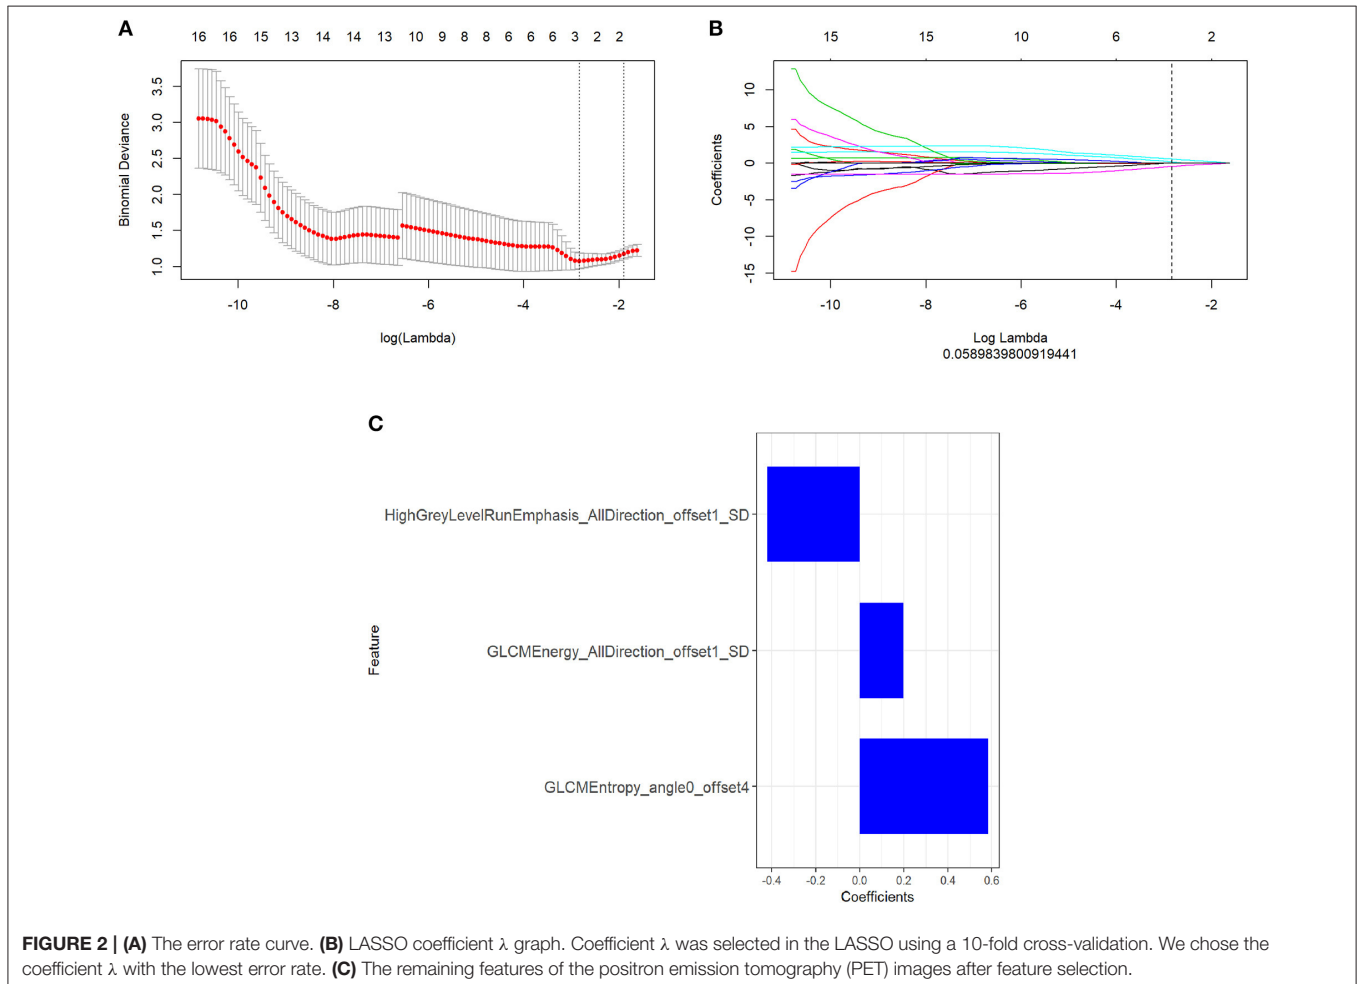 A
16 16 15 13 14 14 13 10 9 8 8 6 6 6 3 2 2
Binomial Deviance
3.5
3.0
2.5
2.0
1.5
1.0
-10 -8 -6 -4 -2
log(Lambda)
B
15 15 10 6 2
Coefficients
10
5
0
-5
-10
-15
-10 -8 -6 -4 -2
Log Lambda
0.0589839800919441
C
Feature
HighGreyLevelRunEmphasis_AllDirection_offset1_SD
GLCMEnergy_AllDirection_offset1_SD
GLCMEntropy_angle0_offset4
-0.4 -0.2 0.0 0.2 0.4 0.6
Coefficients
FIGURE 2 | (A) The error rate curve. (B) LASSO coefficient λ graph. Coefficient λ was selected in the LASSO using a 10-fold cross-validation. We chose the
coefficient λ with the lowest error rate. (C) The remaining features of the positron emission tomography (PET) images after feature selection.